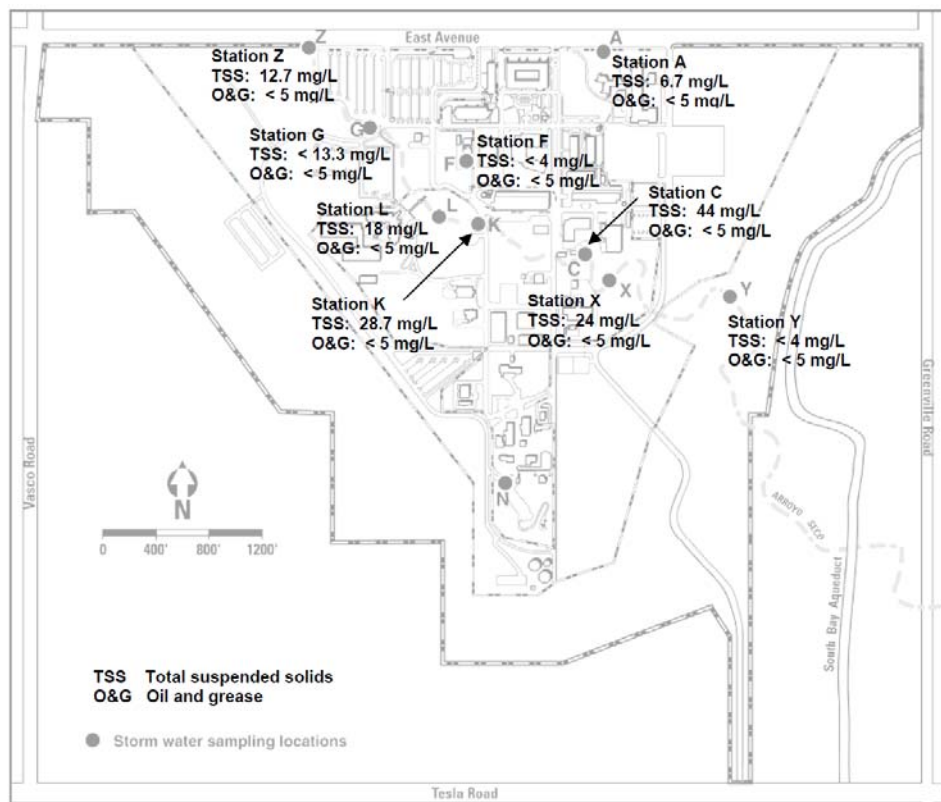 East Avenue
Z
A
Station Z
TSS: 12.7 mg/L
O&G: < 5 mg/L
Station A
TSS: 6.7 mg/L
O&G: < 5 mg/L
G
Station G
TSS: < 13.3 mg/L
O&G: < 5 mg/L
F
Station F
TSS: < 4 mg/L
O&G: < 5 mg/L
Station C
TSS: 44 mg/L
O&G: < 5 mg/L
Station L
TSS: 18 mg/L
O&G: < 5 mg/L
L
K
C
X
Y
Station K
TSS: 28.7 mg/L
O&G: < 5 mg/L
Station X
TSS: 24 mg/L
O&G: < 5 mg/L
Station Y
TSS: < 4 mg/L
O&G: < 5 mg/L
Vasco Road
Greenville Road
N
N
0 400' 800' 1200'
ARROYO SECO
South Bay Aqueduct
TSS Total suspended solids
O&G Oil and grease
Storm water sampling locations
Tesla Road